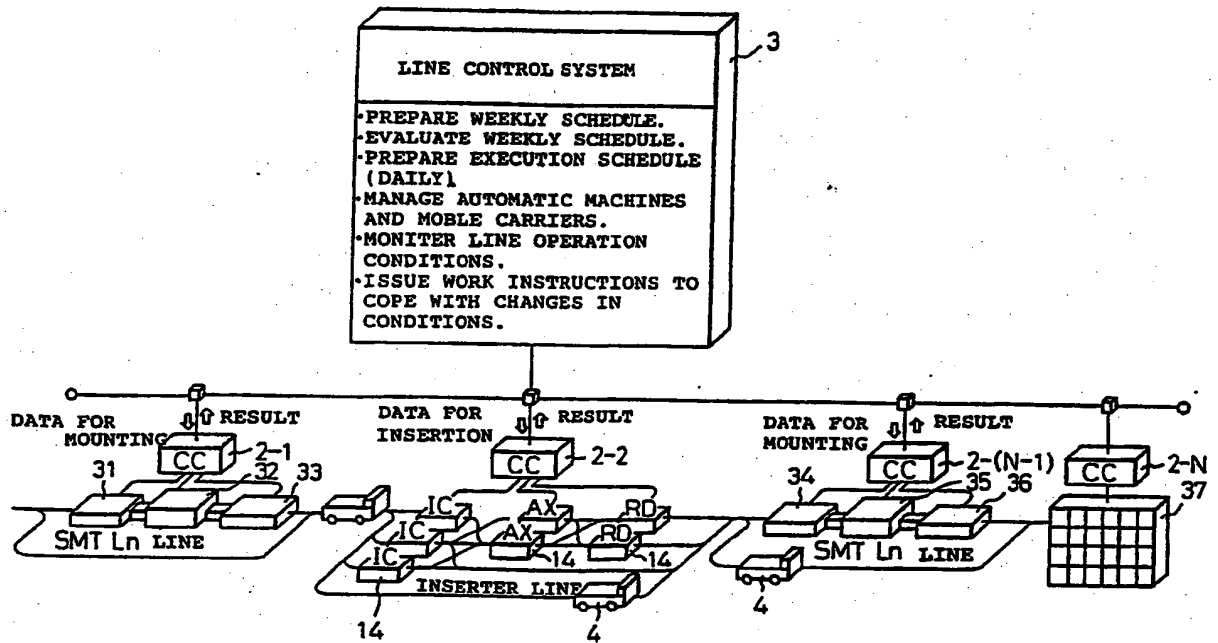 3
LINE CONTROL SYSTEM
·PREPARE WEEKLY SCHEDULE.
·EVALUATE WEEKLY SCHEDULE.
·PREPARE EXECUTION SCHEDULE
(DAILY)
·MANAGE AUTOMATIC MACHINES
AND MOBLE CARRIERS.
·MONITER LINE OPERATION
CONDITIONS.
·ISSUE WORK INSTRUCTIONS TO
COPE WITH CHANGES IN
CONDITIONS.
DATA FOR
MOUNTING
RESULT
CC
2-1
31
32
33
SMT Ln LINE
DATA FOR
INSERTION
RESULT
CC
2-2
IC
AX
RD
IC
AX
RD
IC
14
14
14
INSERTER LINE
4
DATA FOR
MOUNTING
RESULT
CC
2-(N-1)
34
35
36
SMT Ln LINE
4
CC
2-N
37